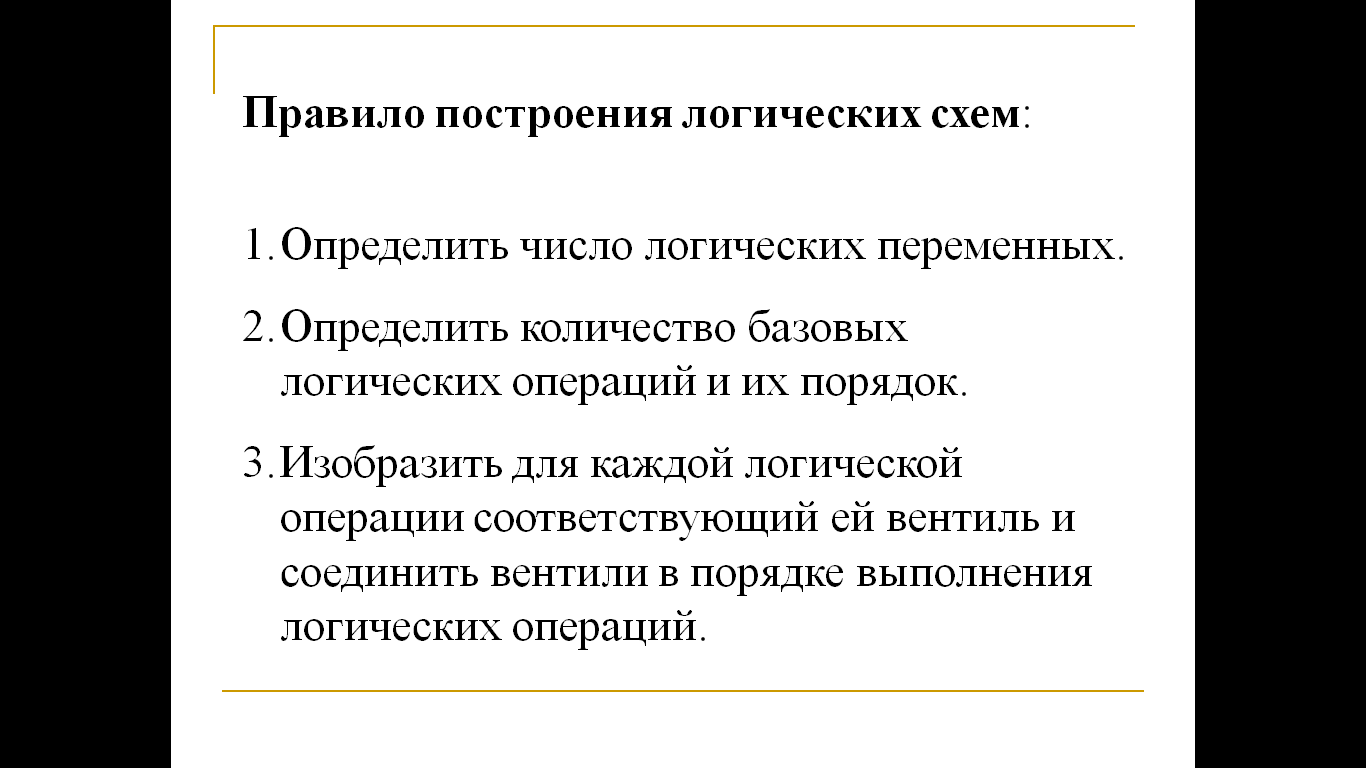 Правило построения логических схем:
1. Определить число логических переменных.
2. Определить количество базовых
логических операций и их порядок.
3. Изобразить для каждой логической
операции соответствующий ей вентиль и
соединить вентили в порядке выполнения
логических операций.